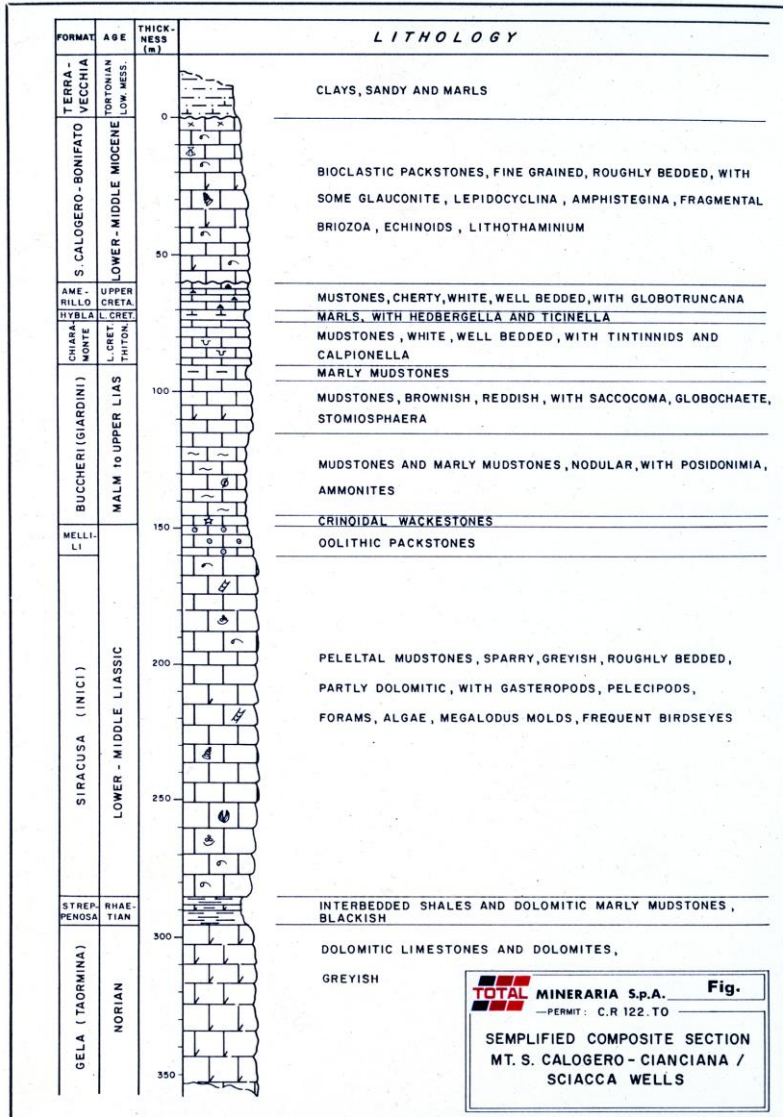 FORMAT.
AGE
THICK-
NESS
(m)
LITHOLOGY
TERRA-
VECCHIA
TORTONIAN
LOW. MESS.
CLAYS, SANDY AND MARLS
0
S. CALOGERO-BONIFATO
LOWER-MIDDLE MIOCENE
BIOCLASTIC PACKSTONES, FINE GRAINED, ROUGHLY BEDDED, WITH
SOME GLAUCONITE, LEPIDOCYCLINA, AMPHISTEGINA, FRAGMENTAL
BRIOZOA, ECHINOIDS, LITHOTHAMINIUM
50
AME-
RILLO
UPPER
CRETA.
MUSTONES, CHERTY, WHITE, WELL BEDDED, WITH GLOBOTRUNCANA
HYBLA
L. CRET.
MARLS, WITH HEDBERGELLA AND TICINELLA
CHIARA-
MONTE
L. CRET.
THITON.
MUDSTONES, WHITE, WELL BEDDED, WITH TINTINNIDS AND
CALPIONELLA
MARLY MUDSTONES
100
BUCCHERI (GIARDINI)
MALM to UPPER LIAS
MUDSTONES, BROWNISH, REDDISH, WITH SACCOCOMA, GLOBOCHAETE,
STOMIOSPHAERA
MUDSTONES AND MARLY MUDSTONES, NODULAR, WITH POSIDONIMIA,
AMMONITES
CRINOIDAL WACKESTONES
150
MELLI-
LI
OOLITHIC PACKSTONES
SIRACUSA (INICI)
LOWER-MIDDLE LIASSIC
200
PELELTAL MUDSTONES, SPARRY, GREYISH, ROUGHLY BEDDED,
PARTLY DOLOMITIC, WITH GASTEROPODS, PELECIPODS,
FORAMS, ALGAE, MEGALODUS MOLDS, FREQUENT BIRDSEYES
250
STREP-
PENOSA
RHAE-
TIAN
INTERBEDDED SHALES AND DOLOMITIC MARLY MUDSTONES,
BLACKISH
300
GELA (TAORMINA)
NORIAN
DOLOMITIC LIMESTONES AND DOLOMITES,
GREYISH
350
TOTAL MINERARIA S.p.A. Fig.
PERMIT: C.R 122.TO
SEMPLIFIED COMPOSITE SECTION
MT. S. CALOGERO-CIANCIANA /
SCIACCA WELLS